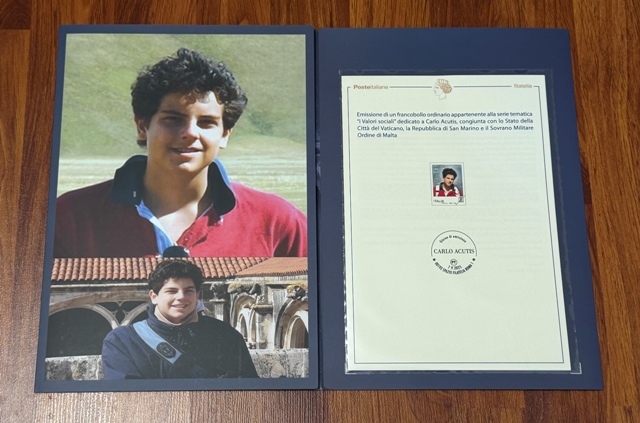 Posteitaliane
filatelia
Emissione di un francobollo ordinario appartenente alla serie tematica
"I Valori sociali" dedicato a Carlo Acutis, congiunta con lo Stato della
Città del Vaticano, la Repubblica di San Marino e il Sovrano Militare
Ordine di Malta
CARLO ACUTIS